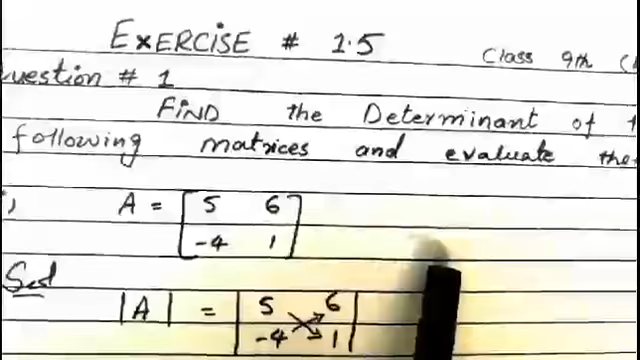 EXERCISE # 1.5
Class 9th
uestion # 1
FIND the Determinant of
following matrices and evaluate the
A = [ 5 6
-4 1 ]
Sol
|A| = | 5 6
-4 1 |